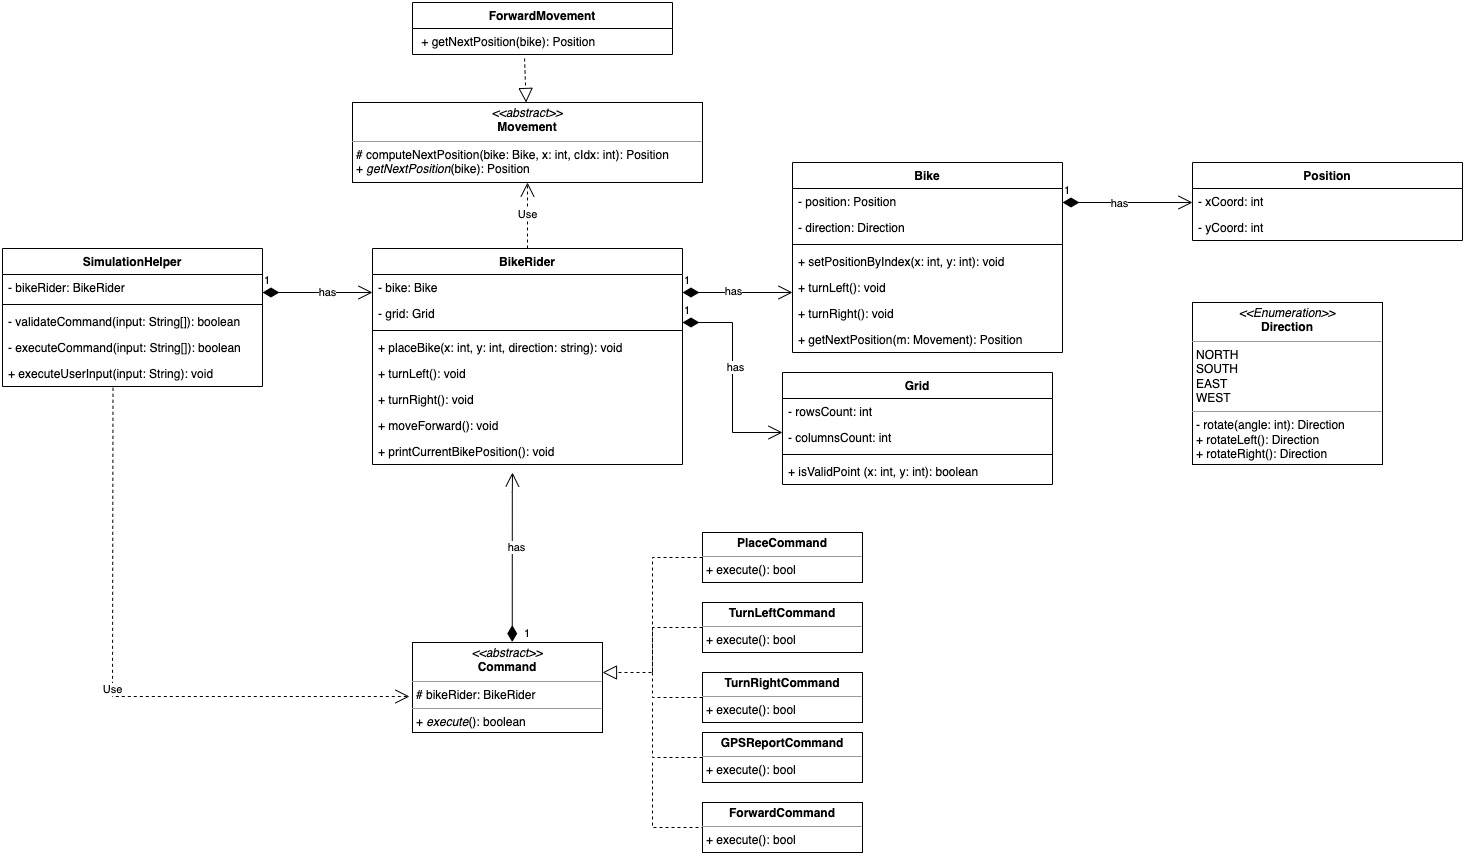 ForwardMovement
+ getNextPosition(bike): Position
<<abstract>>
Movement
# computeNextPosition(bike: Bike, x: int, cIdx: int): Position
+ getNextPosition(bike): Position
Use
SimulationHelper
- bikeRider: BikeRider
- validateCommand(input: String[]): boolean
- executeCommand(input: String[]): boolean
+ executeUserInput(input: String): void
1
has
BikeRider
- bike: Bike
- grid: Grid
+ placeBike(x: int, y: int, direction: string): void
+ turnLeft(): void
+ turnRight(): void
+ moveForward(): void
+ printCurrentBikePosition(): void
1
has
1
has
Bike
- position: Position
- direction: Direction
+ setPositionByIndex(x: int, y: int): void
+ turnLeft(): void
+ turnRight(): void
+ getNextPosition(m: Movement): Position
1
has
Position
- xCoord: int
- yCoord: int
Grid
- rowsCount: int
- columnsCount: int
+ isValidPoint (x: int, y: int): boolean
<<Enumeration>>
Direction
NORTH
SOUTH
EAST
WEST
- rotate(angle: int): Direction
+ rotateLeft(): Direction
+ rotateRight(): Direction
has
1
Use
<<abstract>>
Command
# bikeRider: BikeRider
+ execute(): boolean
PlaceCommand
+ execute(): bool
TurnLeftCommand
+ execute(): bool
TurnRightCommand
+ execute(): bool
GPSReportCommand
+ execute(): bool
ForwardCommand
+ execute(): bool